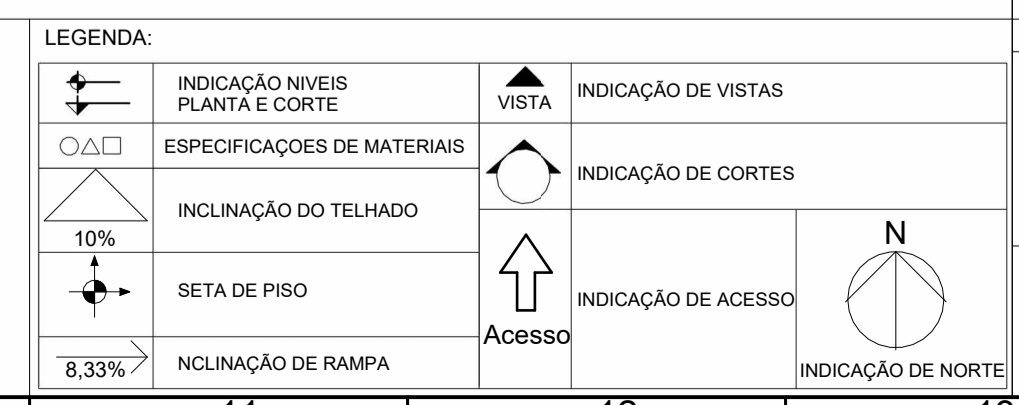 LEGENDA:
INDICAÇÃO NIVEIS
PLANTA E CORTE
ESPECIFICAÇOES DE MATERIAIS
10%
INCLINAÇÃO DO TELHADO
SETA DE PISO
8,33%
NCLINAÇÃO DE RAMPA
VISTA
INDICAÇÃO DE VISTAS
INDICAÇÃO DE CORTES
Acesso
INDICAÇÃO DE ACESSO
N
INDICAÇÃO DE NORTE